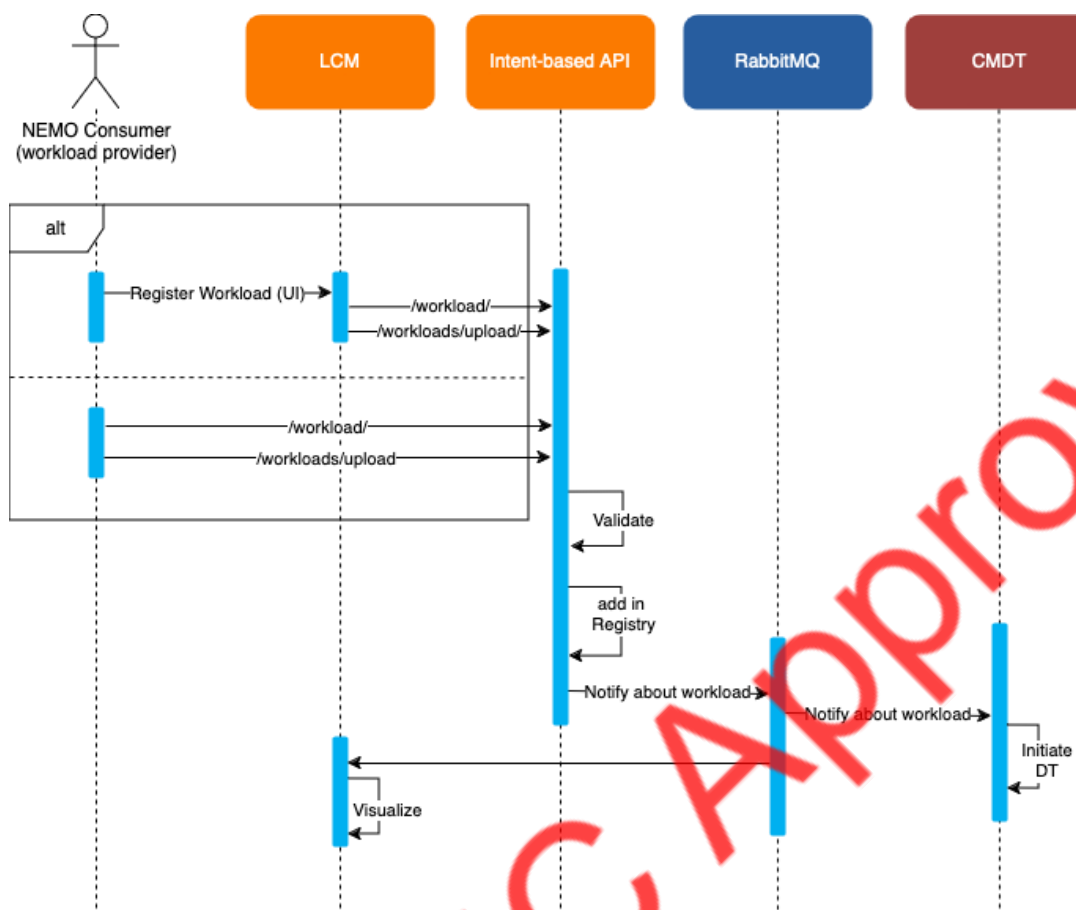 LCM
Intent-based API
RabbitMQ
CMDT
NEMO Consumer
(workload provider)
alt
Register Workload (UI)
/workload/
/workloads/upload/
/workload/
/workloads/upload
Validate
add in
Registry
Notify about workload
Notify about workload
Initiate
DT
Visualize
C Approv